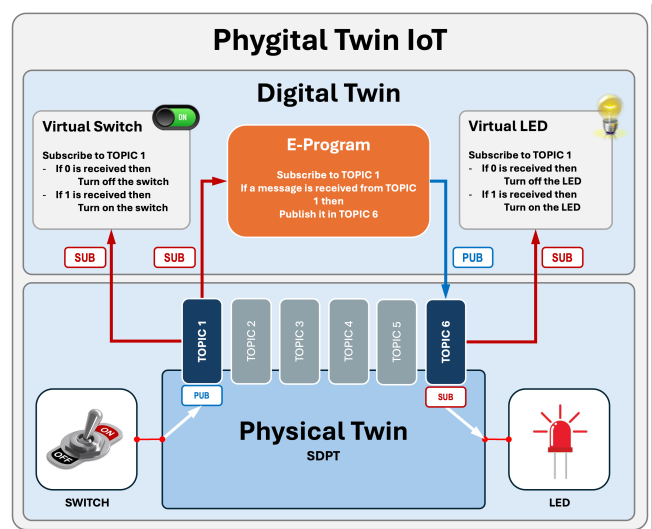 Phygital Twin IoT
Digital Twin
Virtual Switch
ON
Subscribe to TOPIC 1
- If 0 is received then
Turn off the switch
- If 1 is received then
Turn on the switch
E-Program
Subscribe to TOPIC 1
If a message is received from TOPIC
1 then
Publish it in TOPIC 6
Virtual LED
Subscribe to TOPIC 1
- If 0 is received then
Turn off the LED
- If 1 is received then
Turn on the LED
SUB
SUB
PUB
SUB
TOPIC 1
TOPIC 2
TOPIC 3
TOPIC 4
TOPIC 5
TOPIC 6
PUB
SUB
Physical Twin
SDPT
ON
OFF
SWITCH
LED